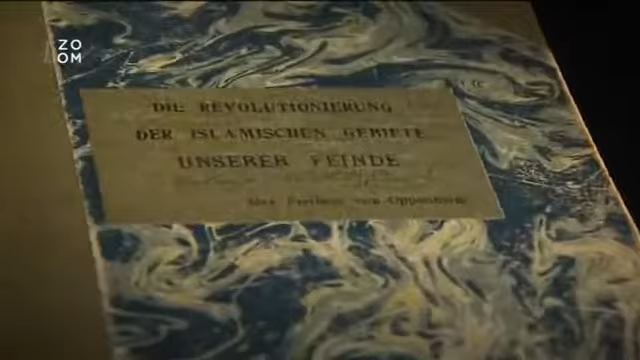 ZO
OM
DIE REVOLUTIONIERUNG
DER ISLAMISCHEN GEBIETE
UNSERER FEINDE
Max Freiherr von Oppenheim